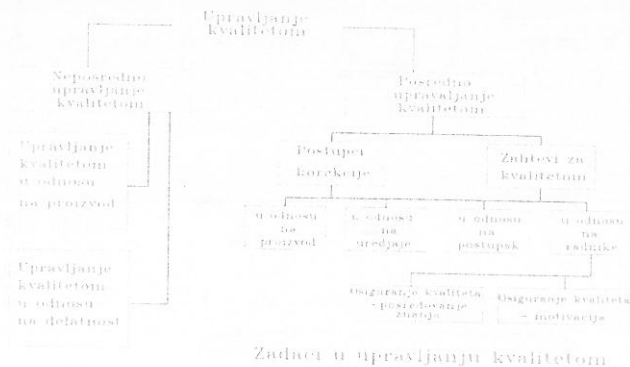 Upravljanje
kvalitetom
Neposredno
upravljanje
kvalitetom
Posredno
upravaljanje
kvalitetom
Upravljanje
kvalitetom
u odnosu
na proizvod
Postupci
korekcije
Zahtevi za
kvalitetom
u odnosu
na
proizvod
u odnosu
na
uredjaje
u odnosu
na
postupak
u odnosu
na
radnike
Upravljanje
kvalitetom
u odnosu
na delatnost
Osiguranje kvaliteta
- posredovanje
znanja
Osiguranje kvaliteta
- motivacija
Zadaci u upravljanju kvalitetom